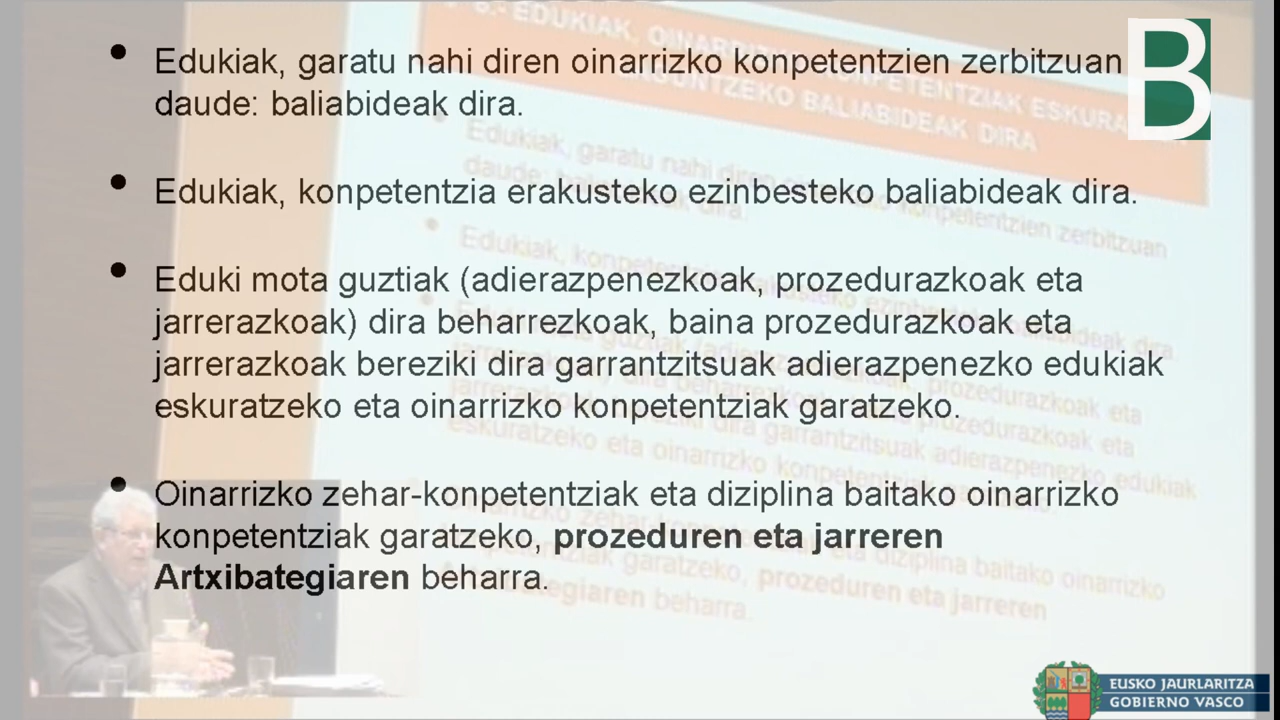 • Edukiak, garatu nahi diren oinarrizko konpetentzien zerbitzuan
daude: baliabideak dira.
• Edukiak, konpetentzia erakusteko ezinbesteko baliabideak dira.
• Eduki mota guztiak (adierazpenezkoak, prozedurazkoak eta
jarrerazkoak) dira beharrezkoak, baina prozedurazkoak eta
jarrerazkoak bereziki dira garrantzitsuak adierazpenezko edukiak
eskuratzeko eta oinarrizko konpetentziak garatzeko.
• Oinarrizko zehar-konpetentziak eta diziplina baitako oinarrizko
konpetentziak garatzeko, prozeduren eta jarreren
Artxibategiaren beharra.
B
EUSKO JAURLARITZA
GOBIERNO VASCO